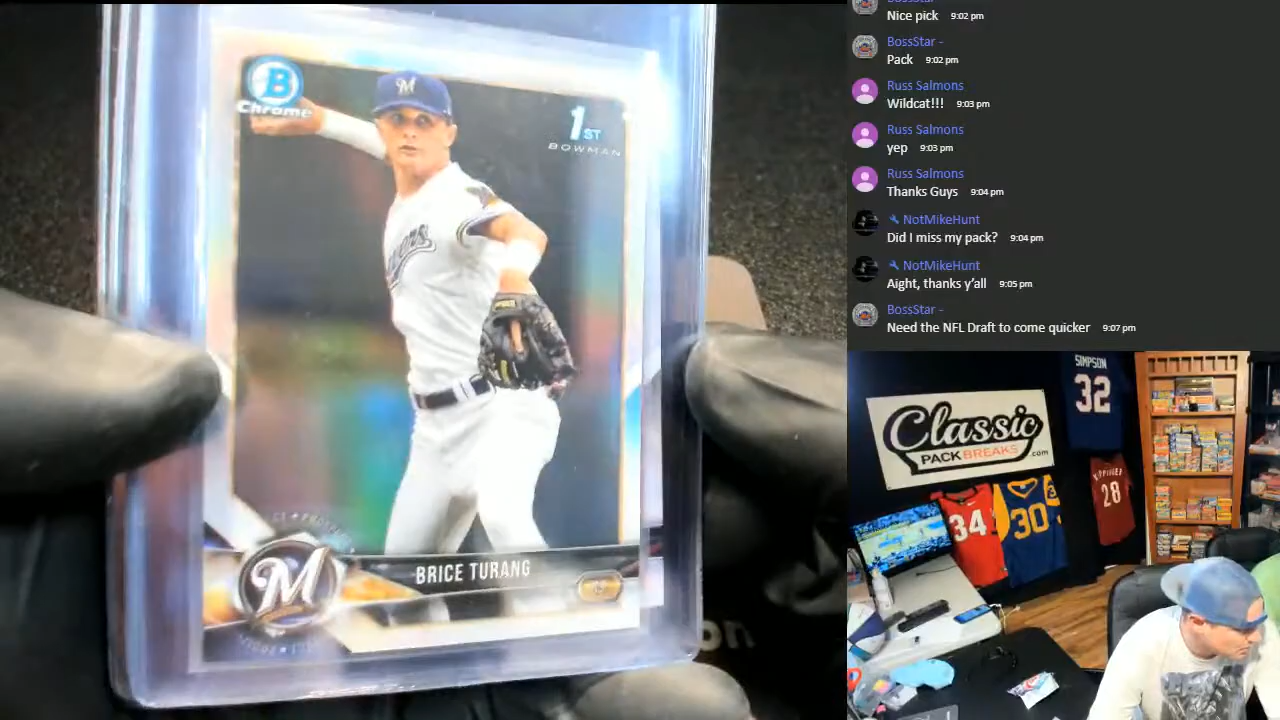 B
Chrome
M
1ST
BOWMAN
BRICE TURANG
M
Nice pick 9:02 pm
BossStar -
Pack 9:02 pm
Russ Salmons
Wildcat!!! 9:03 pm
Russ Salmons
yep 9:03 pm
Russ Salmons
Thanks Guys 9:04 pm
NotMikeHunt
Did I miss my pack? 9:04 pm
NotMikeHunt
Aight, thanks y'all 9:05 pm
BossStar -
Need the NFL Draft to come quicker 9:07 pm
SIMPSON
32
Classic
PACK BREAKS .com
34
30
28